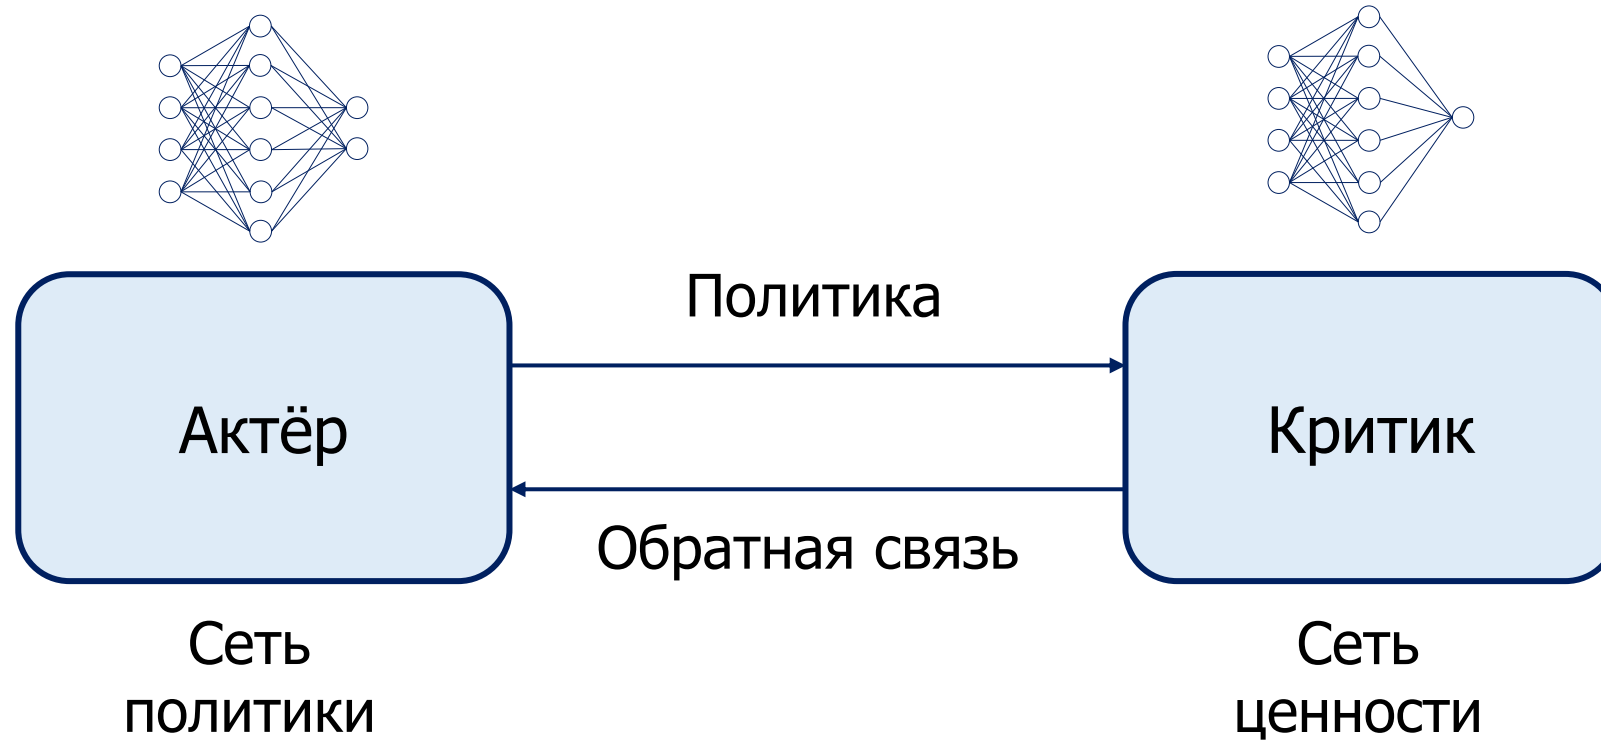 Политика
Актёр
Критик
Обратная связь
Сеть
политики
Сеть
ценности